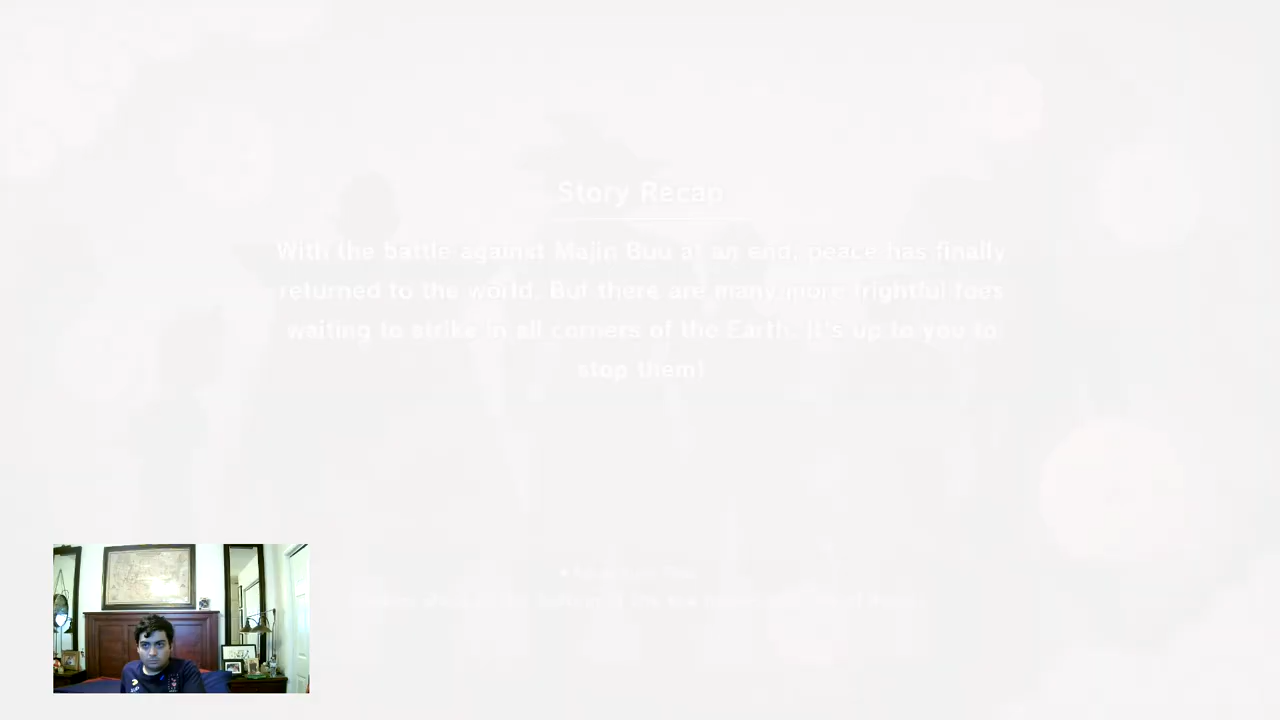 Story Recap
With the battle against Majin Buu at an end, peace has finally
returned to the world. But there are many more frightful foes
waiting to strike in all corners of the Earth. It's up to you to
stop them!